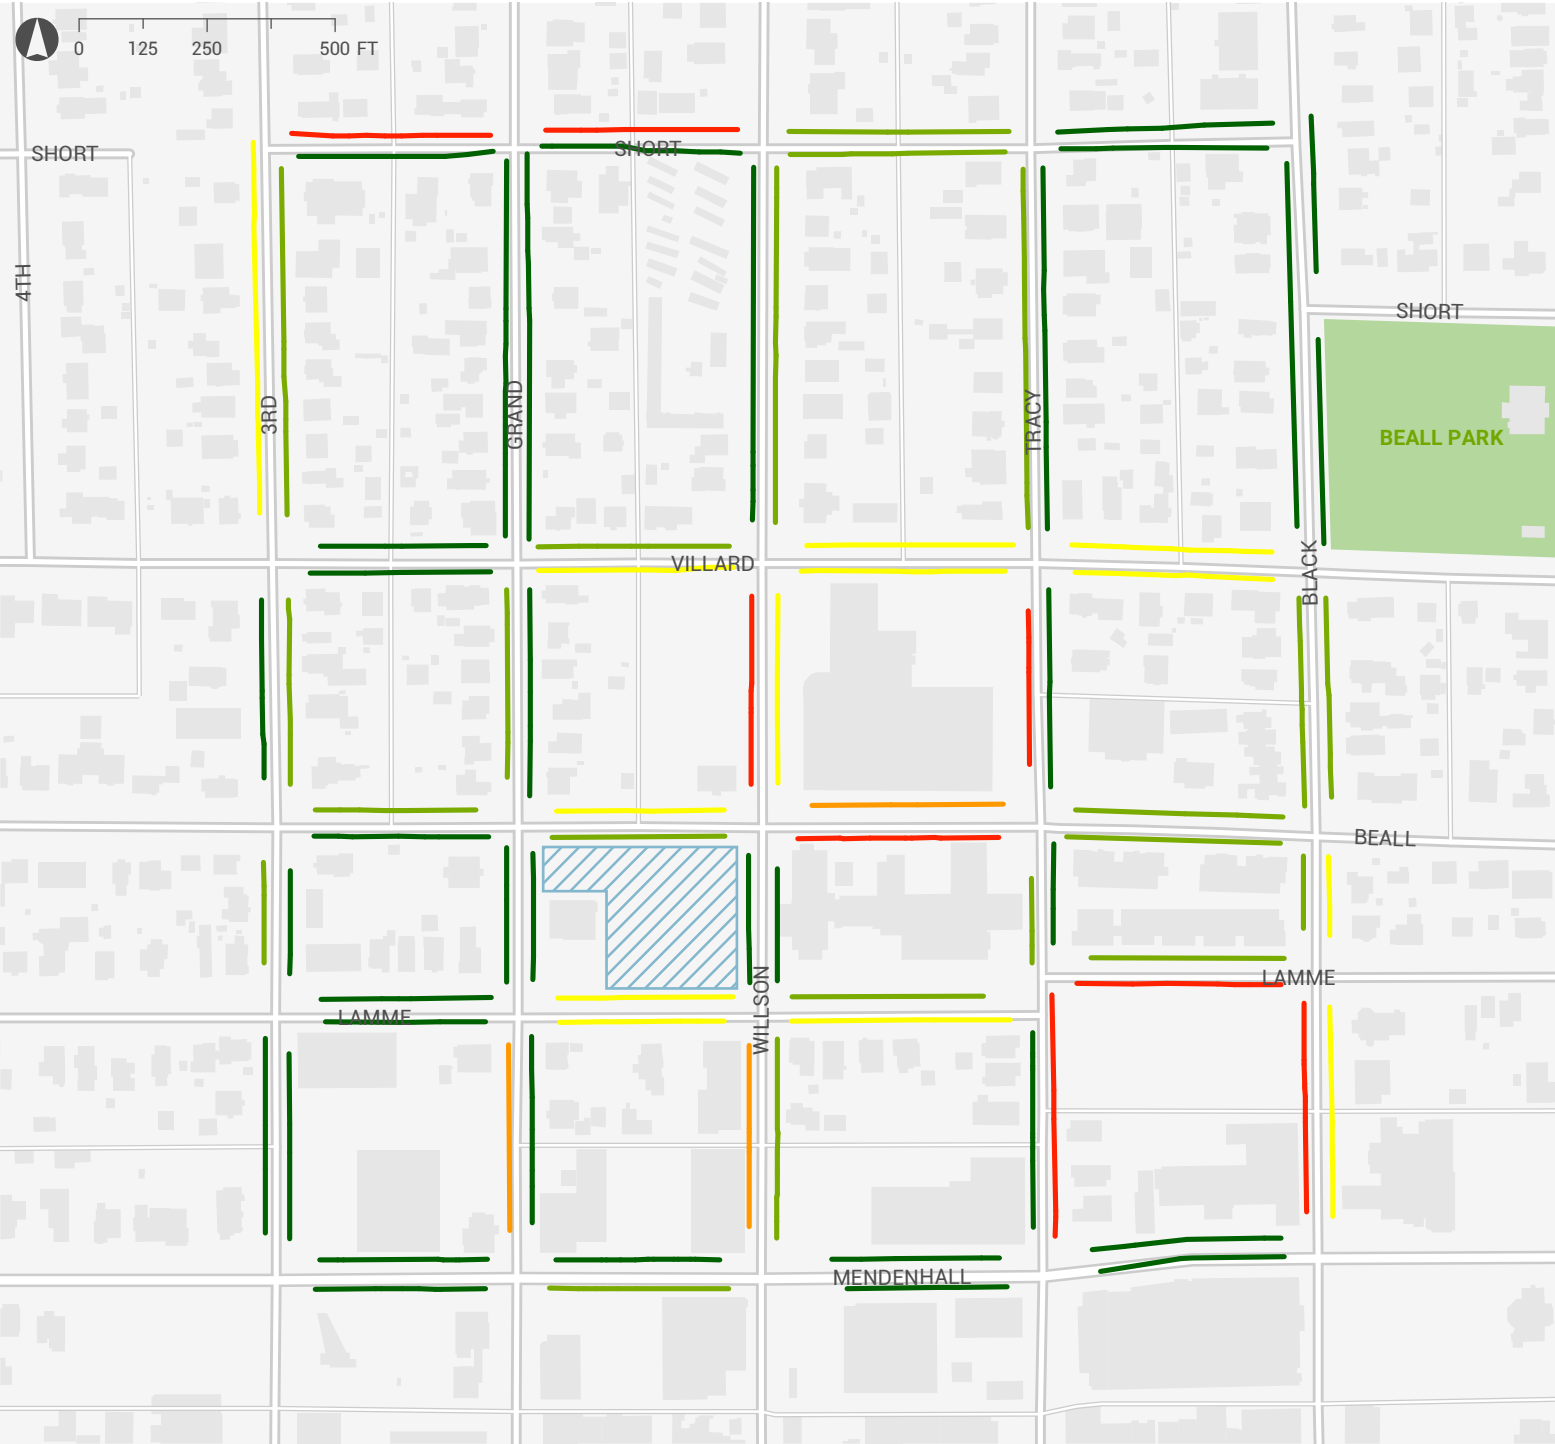 0 125 250 500 FT
SHORT
SHORT
4TH
SHORT
3RD
GRAND
TRACY
BEALL PARK
VILLARD
BLACK
BEALL
LAMME
WILLSON
LAMME
MENDENHALL